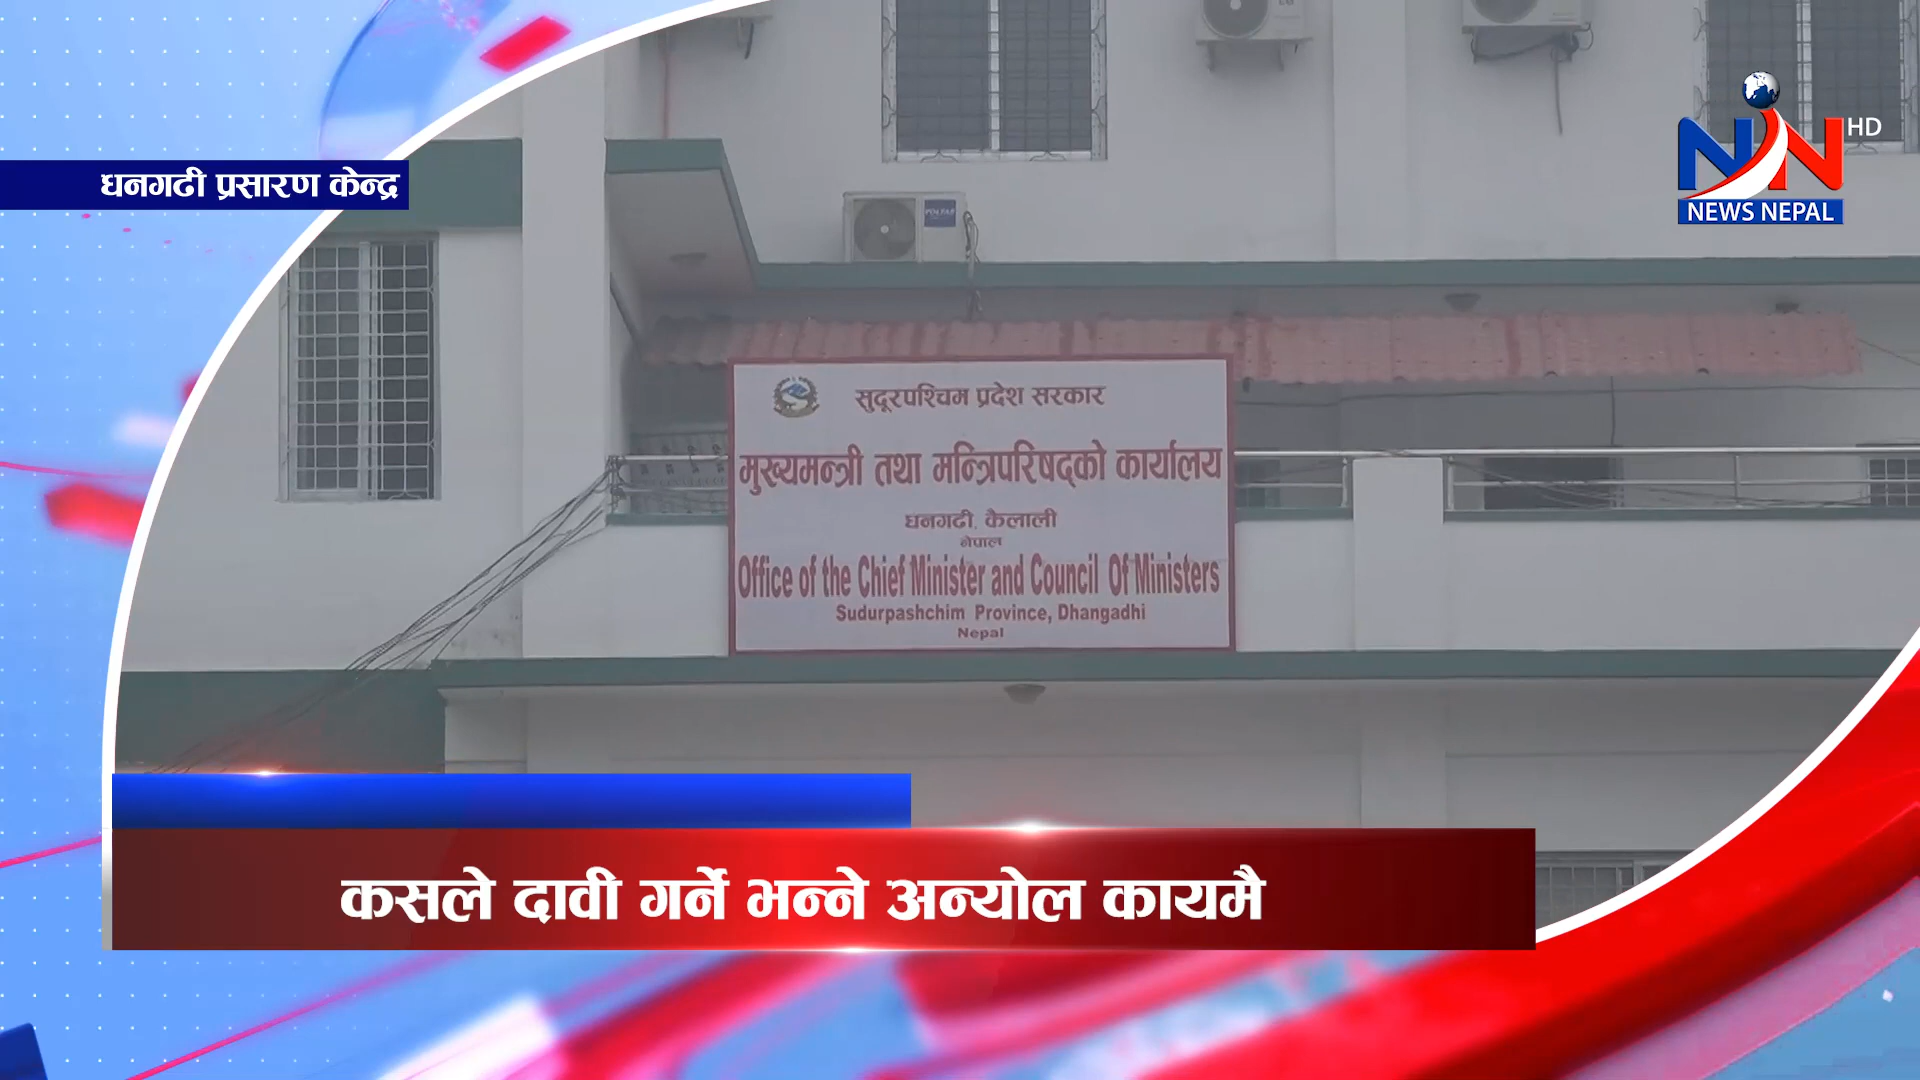 HD
NEWS NEPAL
धनगढी प्रसारण केन्द्र
सुदूरपश्चिम प्रदेश सरकार
मुख्यमन्त्री तथा मन्त्रिपरिषद्को कार्यालय
धनगढी, कैलाली
नेपाल
Office of the Chief Minister and Council Of Ministers
Sudurpashchim Province, Dhangadhi
Nepal
कसले दावी गर्ने भन्ने अन्योल कायमै